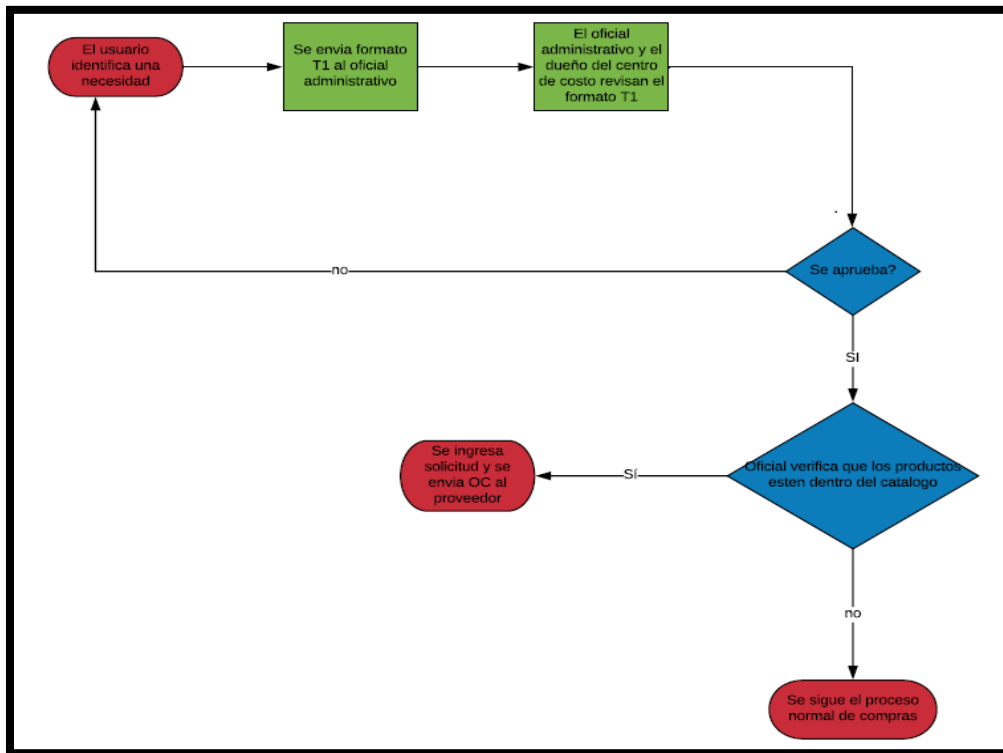 El usuario
identifica una
necesidad
Se envia formato
T1 al oficial
administrativo
El oficial
administrativo y el
dueño del centro
de costo revisan el
formato T1
Se aprueba?
no
SI
Oficial verifica que los productos
esten dentro del catalogo
Sí
Se ingresa
solicitud y se
envia OC al
proveedor
no
Se sigue el proceso
normal de compras